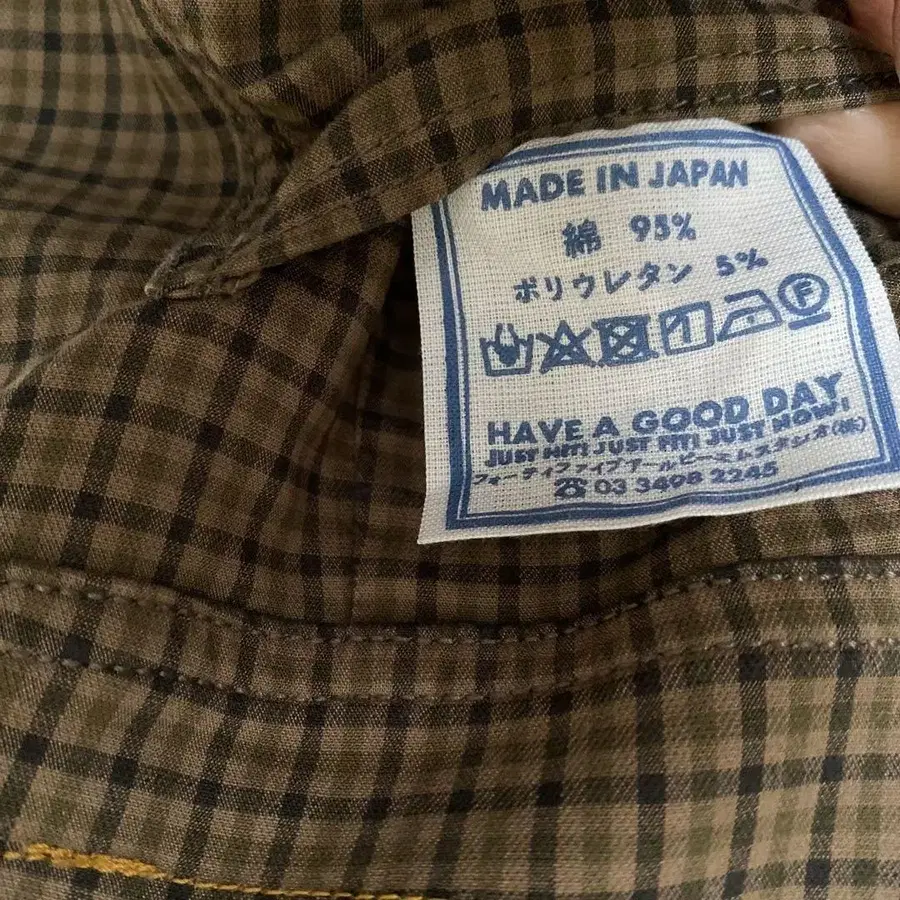 MADE IN JAPAN
綿 95%
ポリウレタン 5%
F
HAVE A GOOD DAY
JUST HIT! JUST FIT! JUST NOW!
フォーティファイブアールピーエムスタジオ(株)
☎ 03 3498 2245